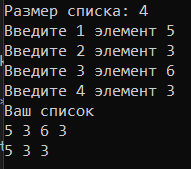 Размер списка: 4
Введите 1 элемент 5
Введите 2 элемент 3
Введите 3 элемент 6
Введите 4 элемент 3
Ваш список
5 3 6 3
5 3 3